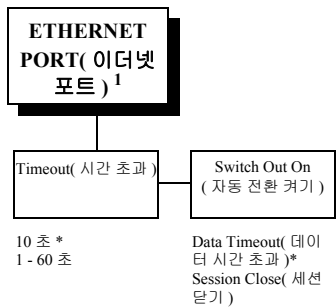 ETHERNET
PORT( 이더넷
포트 ) 1
Timeout( 시간 초과 )
Switch Out On
( 자동 전환 켜기 )
10 초 *
1 - 60 초
Data Timeout( 데이
터 시간 초과 )*
Session Close( 세션
닫기 )